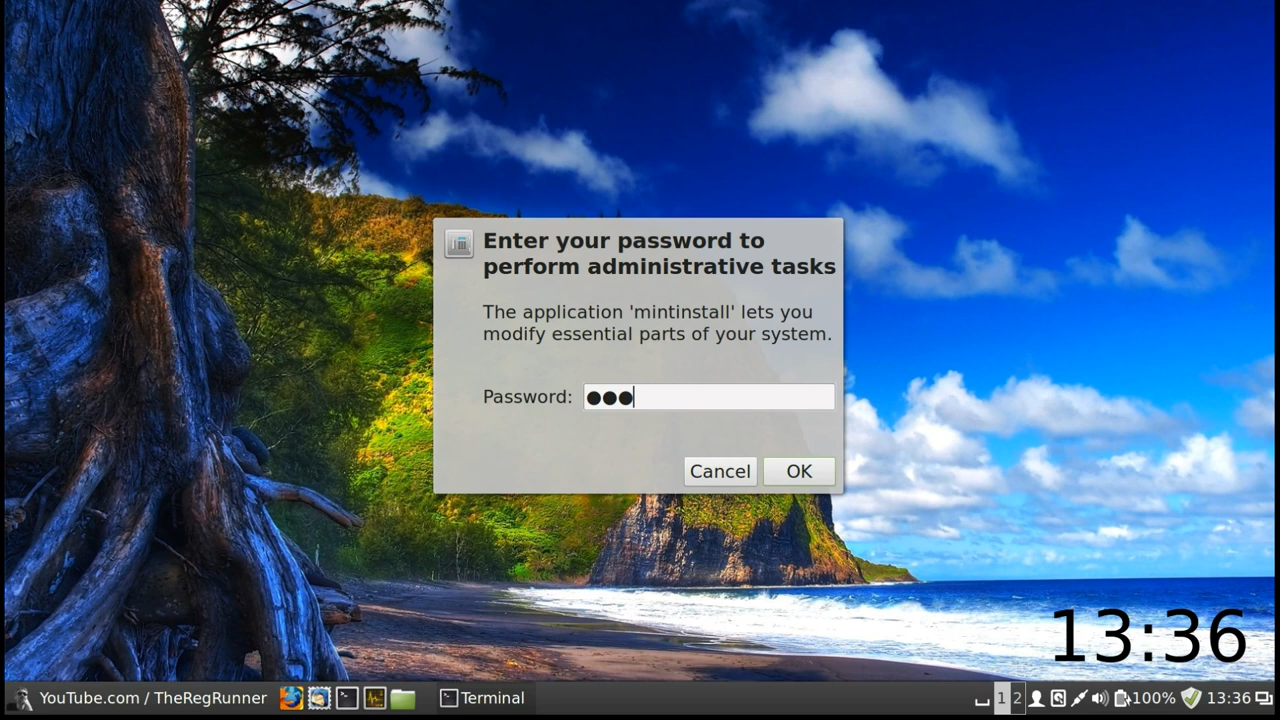 Enter your password to
perform administrative tasks
The application 'mintinstall' lets you
modify essential parts of your system.
Password: ●●●
Cancel OK
13:36
YouTube.com / TheRegRunner Terminal 1 2 100% 13:36